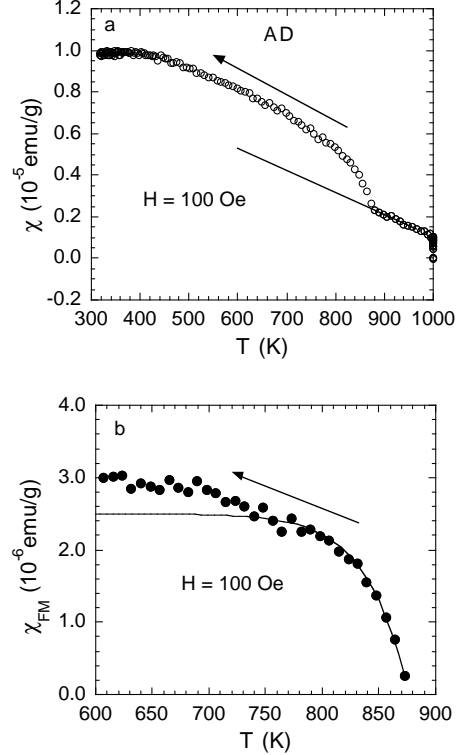 a
AD
1.2
1.0
0.8
0.6
0.4
0.2
0.0
-0.2
χ (10⁻⁵emu/g)
H = 100 Oe
300 400 500 600 700 800 900 1000
T (K)
b
4.0
3.0
2.0
1.0
0.0
χFM (10⁻⁶emu/g)
H = 100 Oe
600 650 700 750 800 850 900
T (K)